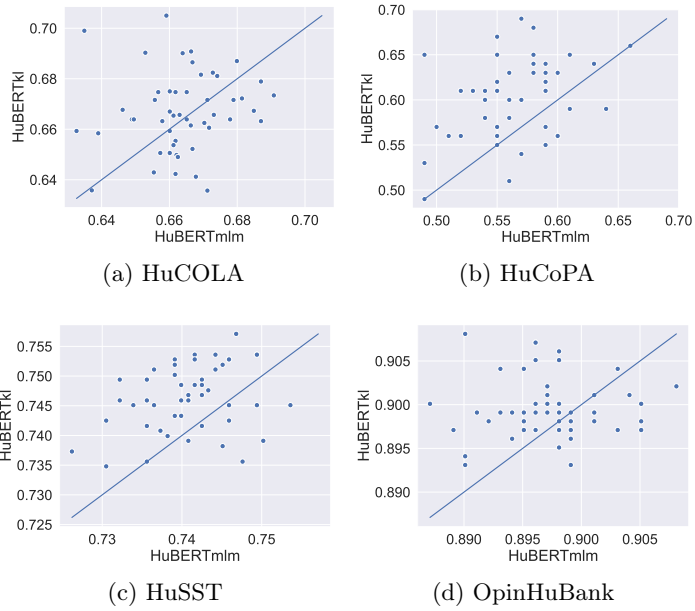 0.70
0.68
0.66
0.64
HuBERTkl
0.64 0.66 0.68 0.70
HuBERTmlm
(a) HuCOLA
0.70
0.65
0.60
0.55
0.50
HuBERTkl
0.50 0.55 0.60 0.65 0.70
HuBERTmlm
(b) HuCoPA
0.755
0.750
0.745
0.740
0.735
0.730
0.725
HuBERTkl
0.73 0.74 0.75
HuBERTmlm
(c) HuSST
0.905
0.900
0.895
0.890
HuBERTkl
0.890 0.895 0.900 0.905
HuBERTmlm
(d) OpinHuBank